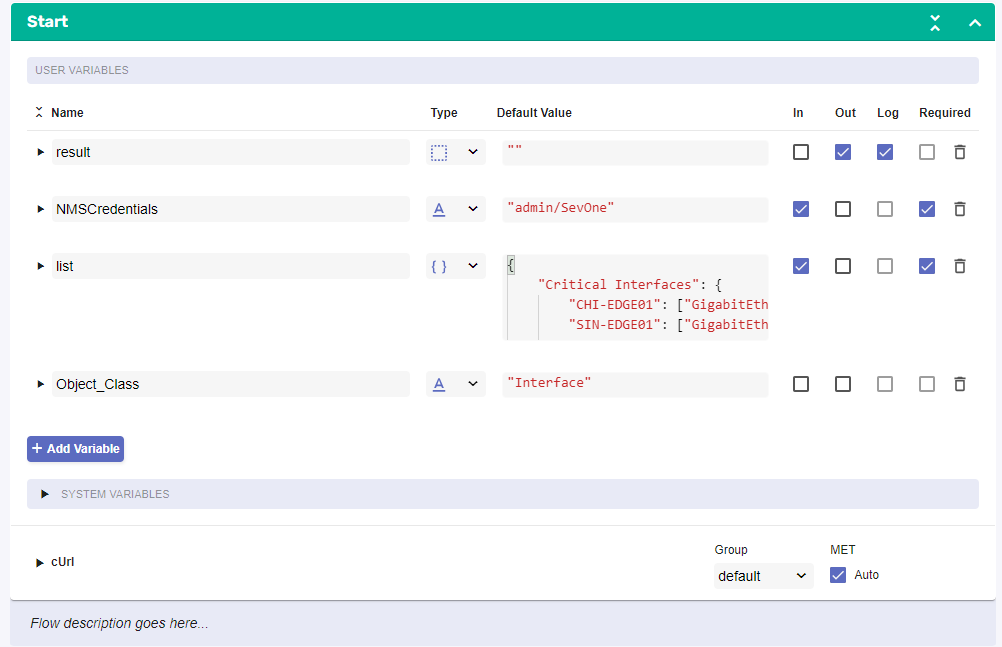 Start
USER VARIABLES
Name Type Default Value In Out Log Required
result ""
NMSCredentials A "admin/SevOne"
list { } {
"Critical Interfaces": {
"CHI-EDGE01": ["GigabitEth
"SIN-EDGE01": ["GigabitEth
Object_Class A "Interface"
+ Add Variable
SYSTEM VARIABLES
Group MET
cUrl default Auto
Flow description goes here...